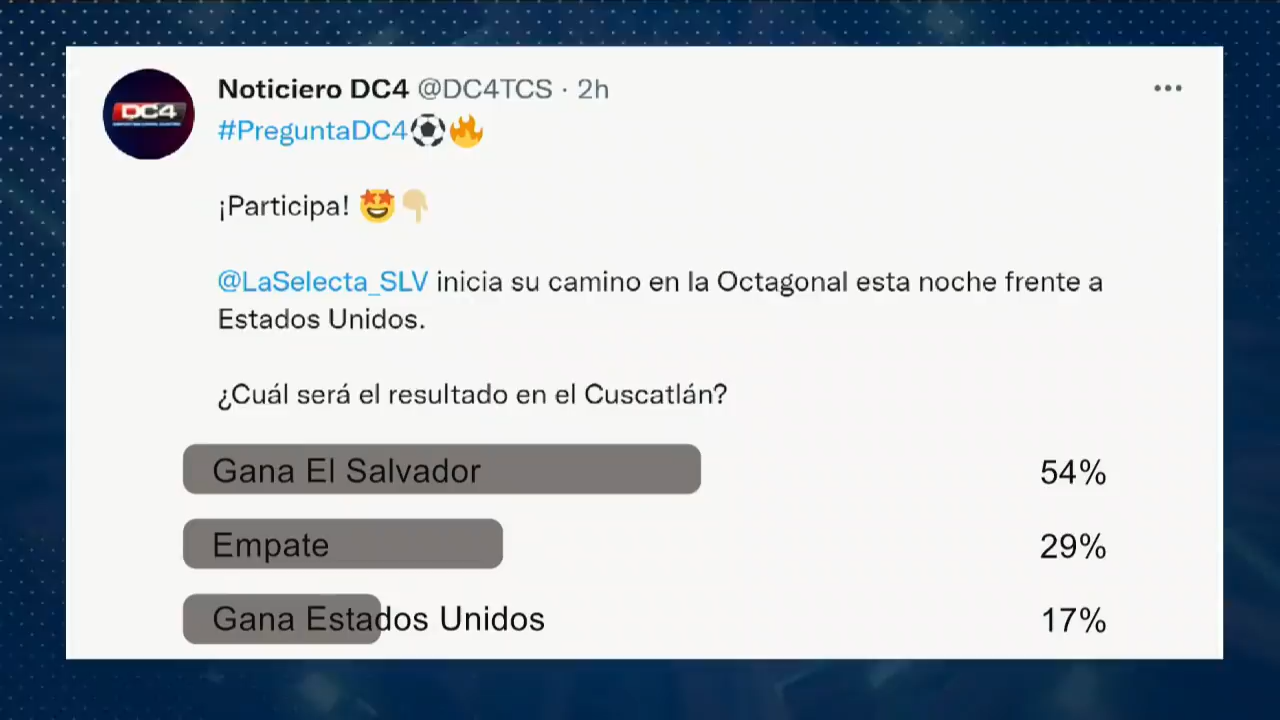 DC4
Noticiero DC4 @DC4TCS · 2h
#PreguntaDC4⚽🔥
¡Participa! 🤩👇🏼
@LaSelecta_SLV inicia su camino en la Octagonal esta noche frente a
Estados Unidos.
¿Cuál será el resultado en el Cuscatlán?
Gana El Salvador 54%
Empate 29%
Gana Estados Unidos 17%